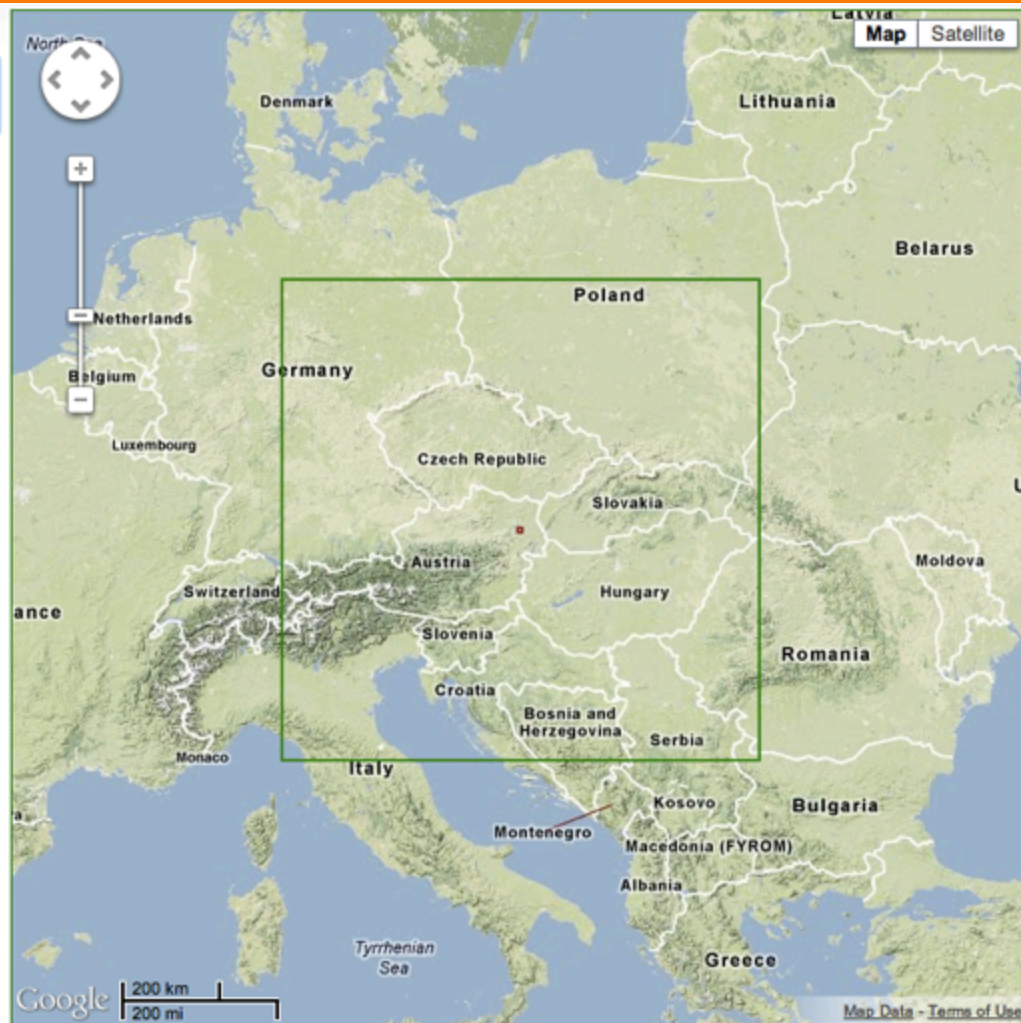 Latvia
North Sea
Map
Satellite
Denmark
Lithuania
Belarus
Poland
Netherlands
Germany
Belgium
Luxembourg
Czech Republic
Slovakia
Austria
Moldova
Switzerland
Hungary
ance
Slovenia
Romania
Croatia
Bosnia and
Herzegovina
Serbia
Monaco
Italy
Kosovo
Bulgaria
Montenegro
Macedonia (FYROM)
Albania
Tyrrhenian
Sea
Greece
200 km
Google
200 mi
Map Data - Terms of Use